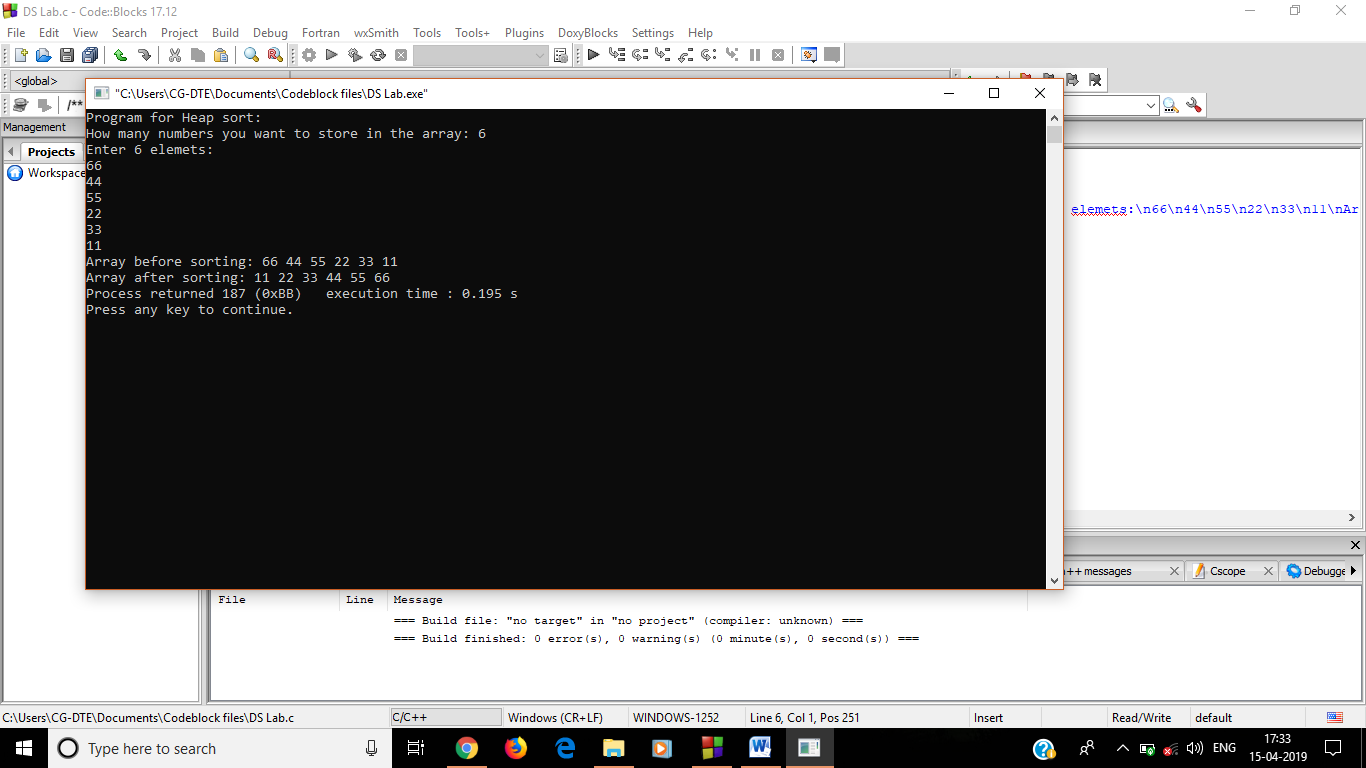 DS Lab.c - Code::Blocks 17.12
File Edit View Search Project Build Debug Fortran wxSmith Tools Tools+ Plugins DoxyBlocks Settings Help
<global>
"C:\Users\CG-DTE\Documents\Codeblock files\DS Lab.exe"
/**
Management
Projects
Workspace
Program for Heap sort:
How many numbers you want to store in the array: 6
Enter 6 elemets:
66
44
55
22
33
11
Array before sorting: 66 44 55 22 33 11
Array after sorting: 11 22 33 44 55 66
Process returned 187 (0xBB)   execution time : 0.195 s
Press any key to continue.
elemets:\n66\n44\n55\n22\n33\n11\nAr
++ messages Cscope Debugge
File Line Message
=== Build file: "no target" in "no project" (compiler: unknown) ===
=== Build finished: 0 error(s), 0 warning(s) (0 minute(s), 0 second(s)) ===
C:\Users\CG-DTE\Documents\Codeblock files\DS Lab.c C/C++ Windows (CR+LF) WINDOWS-1252 Line 6, Col 1, Pos 251 Insert Read/Write default
Type here to search
ENG
17:33
15-04-2019